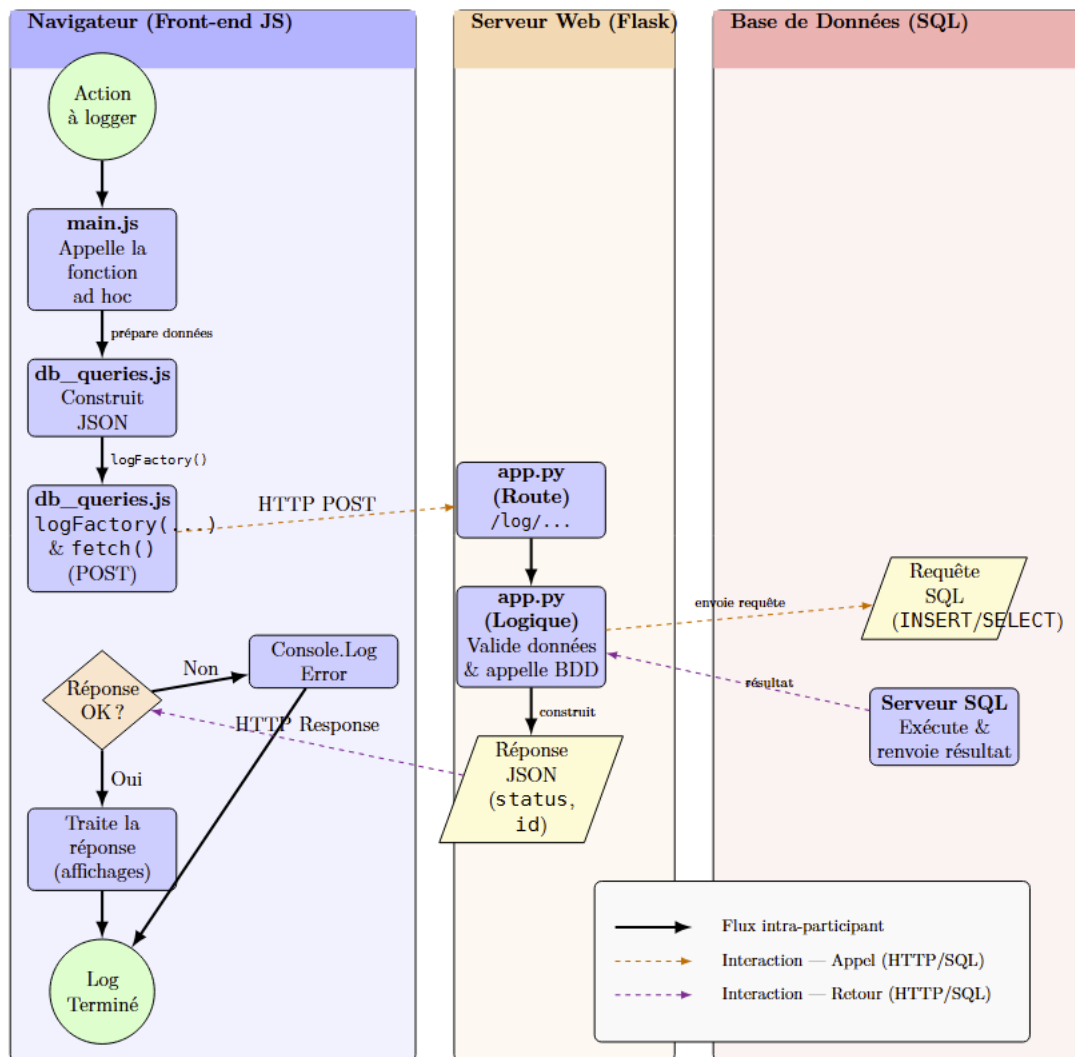 Navigateur (Front-end JS)
Serveur Web (Flask)
Base de Données (SQL)
Action
à logger
main.js
Appelle la
fonction
ad hoc
prépare données
db_queries.js
Construit
JSON
logFactory()
db_queries.js
logFactory(...)
& fetch()
(POST)
HTTP POST
app.py
(Route)
/log/...
app.py
(Logique)
Valide données
& appelle BDD
envoie requête
Requête
SQL
(INSERT/SELECT)
résultat
Serveur SQL
Exécute &
renvoie résultat
construit
Réponse
JSON
(status,
id)
HTTP Response
Réponse
OK ?
Non
Console.Log
Error
Oui
Traite la
réponse
(affichages)
Log
Terminé
Flux intra-participant
Interaction — Appel (HTTP/SQL)
Interaction — Retour (HTTP/SQL)